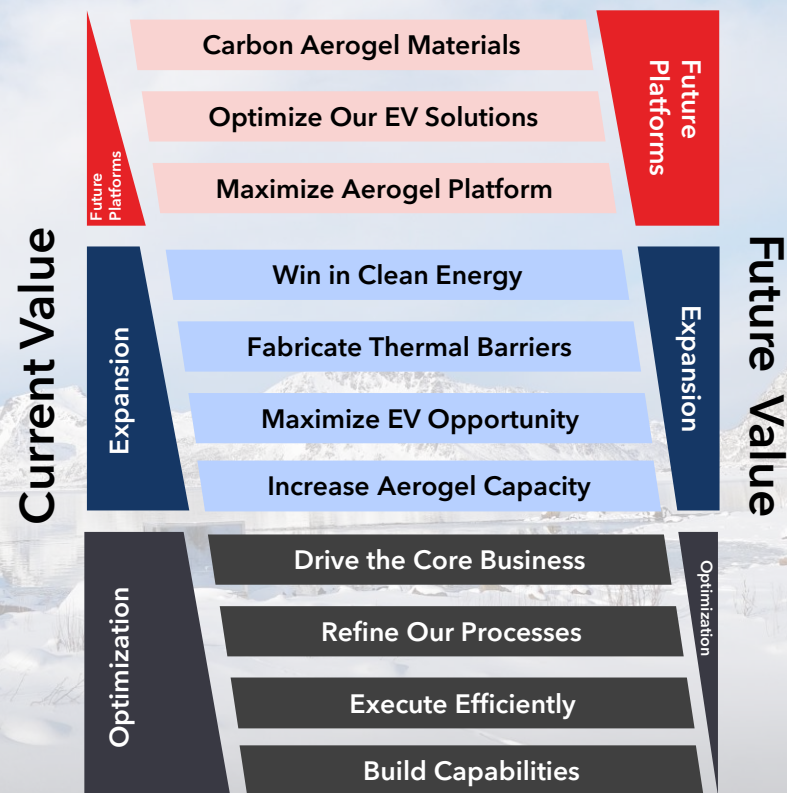 Current Value
Future
Platforms
Carbon Aerogel Materials
Optimize Our EV Solutions
Maximize Aerogel Platform
Future
Platforms
Expansion
Win in Clean Energy
Fabricate Thermal Barriers
Maximize EV Opportunity
Increase Aerogel Capacity
Expansion
Optimization
Drive the Core Business
Refine Our Processes
Execute Efficiently
Build Capabilities
Optimization
Future Value